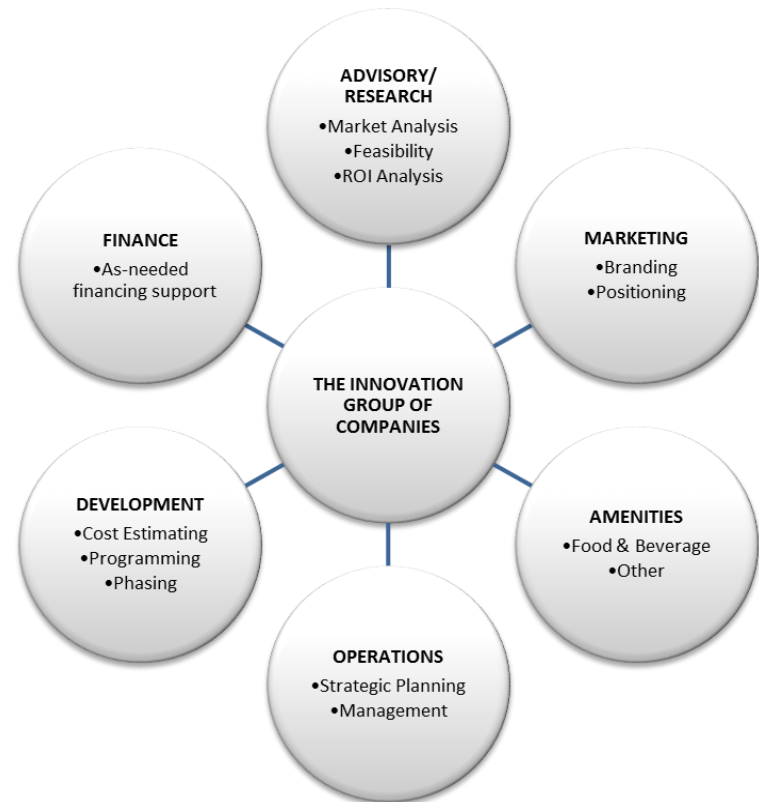 ADVISORY/
RESEARCH
•Market Analysis
•Feasibility
•ROI Analysis
FINANCE
•As-needed
financing support
MARKETING
•Branding
•Positioning
THE INNOVATION
GROUP OF
COMPANIES
DEVELOPMENT
•Cost Estimating
•Programming
•Phasing
AMENITIES
•Food & Beverage
•Other
OPERATIONS
•Strategic Planning
•Management